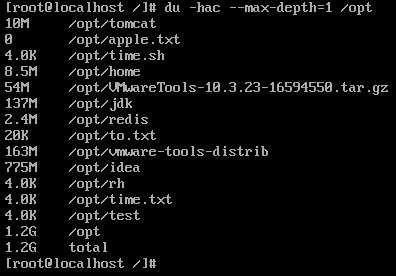 [root@localhost /]# du -hac --max-depth=1 /opt
10M /opt/tomcat
0 /opt/apple.txt
4.0K /opt/time.sh
8.5M /opt/home
54M /opt/VMwareTools-10.3.23-16594550.tar.gz
137M /opt/jdk
2.4M /opt/redis
20K /opt/to.txt
163M /opt/vmware-tools-distrib
775M /opt/idea
4.0K /opt/rh
4.0K /opt/time.txt
4.0K /opt/test
1.2G /opt
1.2G total
[root@localhost /]#